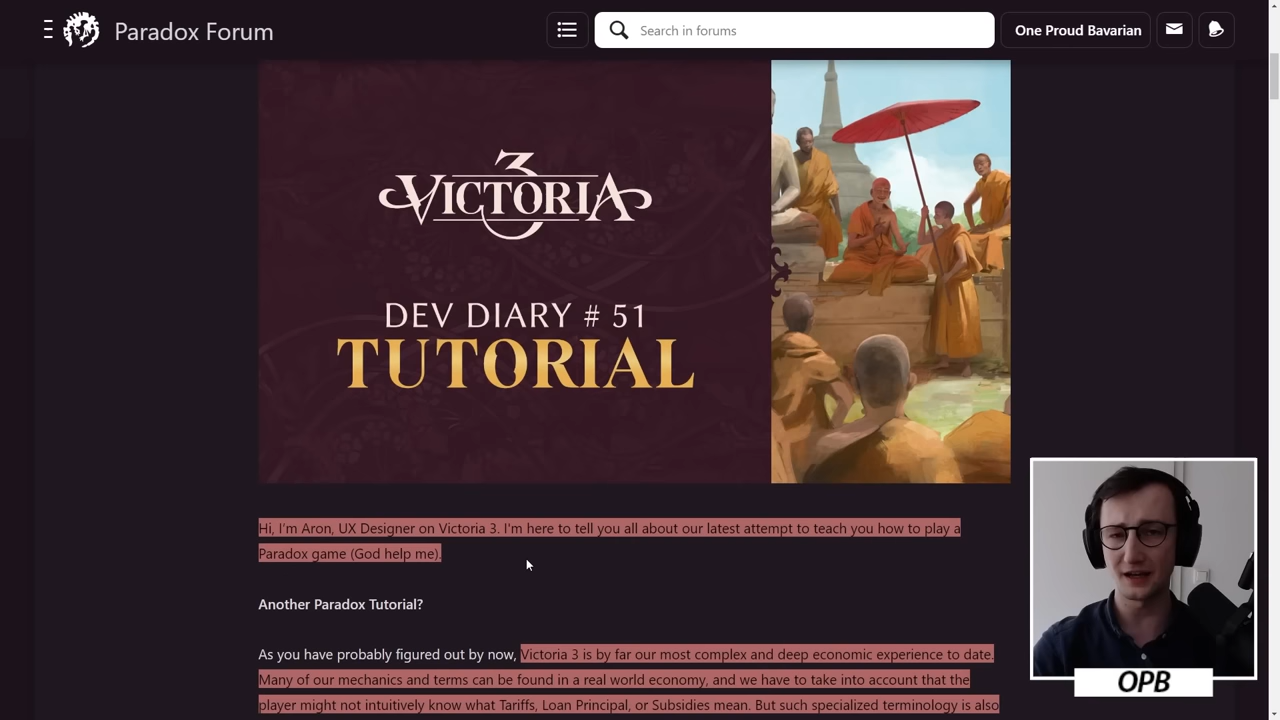 Paradox Forum
Search in forums
One Proud Bavarian
VICTORIA
3
DEV DIARY # 51
TUTORIAL
Hi, I'm Aron, UX Designer on Victoria 3. I'm here to tell you all about our latest attempt to teach you how to play a
Paradox game (God help me).
Another Paradox Tutorial?
As you have probably figured out by now, Victoria 3 is by far our most complex and deep economic experience to date.
Many of our mechanics and terms can be found in a real world economy, and we have to take into account that the
player might not intuitively know what Tariffs, Loan Principal, or Subsidies mean. But such specialized terminology is also
OPB